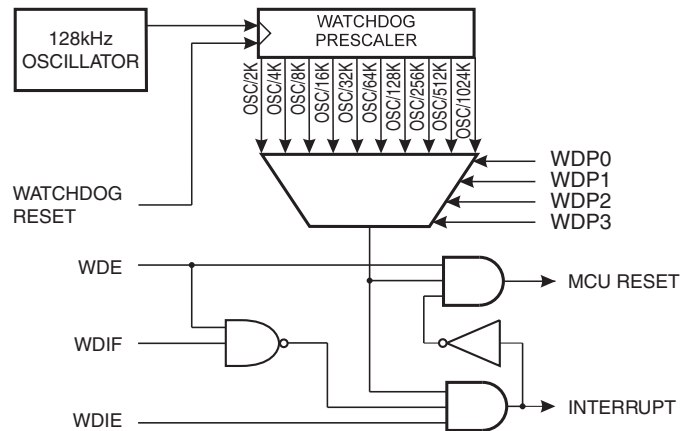 128kHz
OSCILLATOR
WATCHDOG
PRESCALER
OSC/2K
OSC/4K
OSC/8K
OSC/16K
OSC/32K
OSC/64K
OSC/128K
OSC/256K
OSC/512K
OSC/1024K
WDP0
WDP1
WDP2
WDP3
WATCHDOG
RESET
WDE
MCU RESET
WDIF
INTERRUPT
WDIE